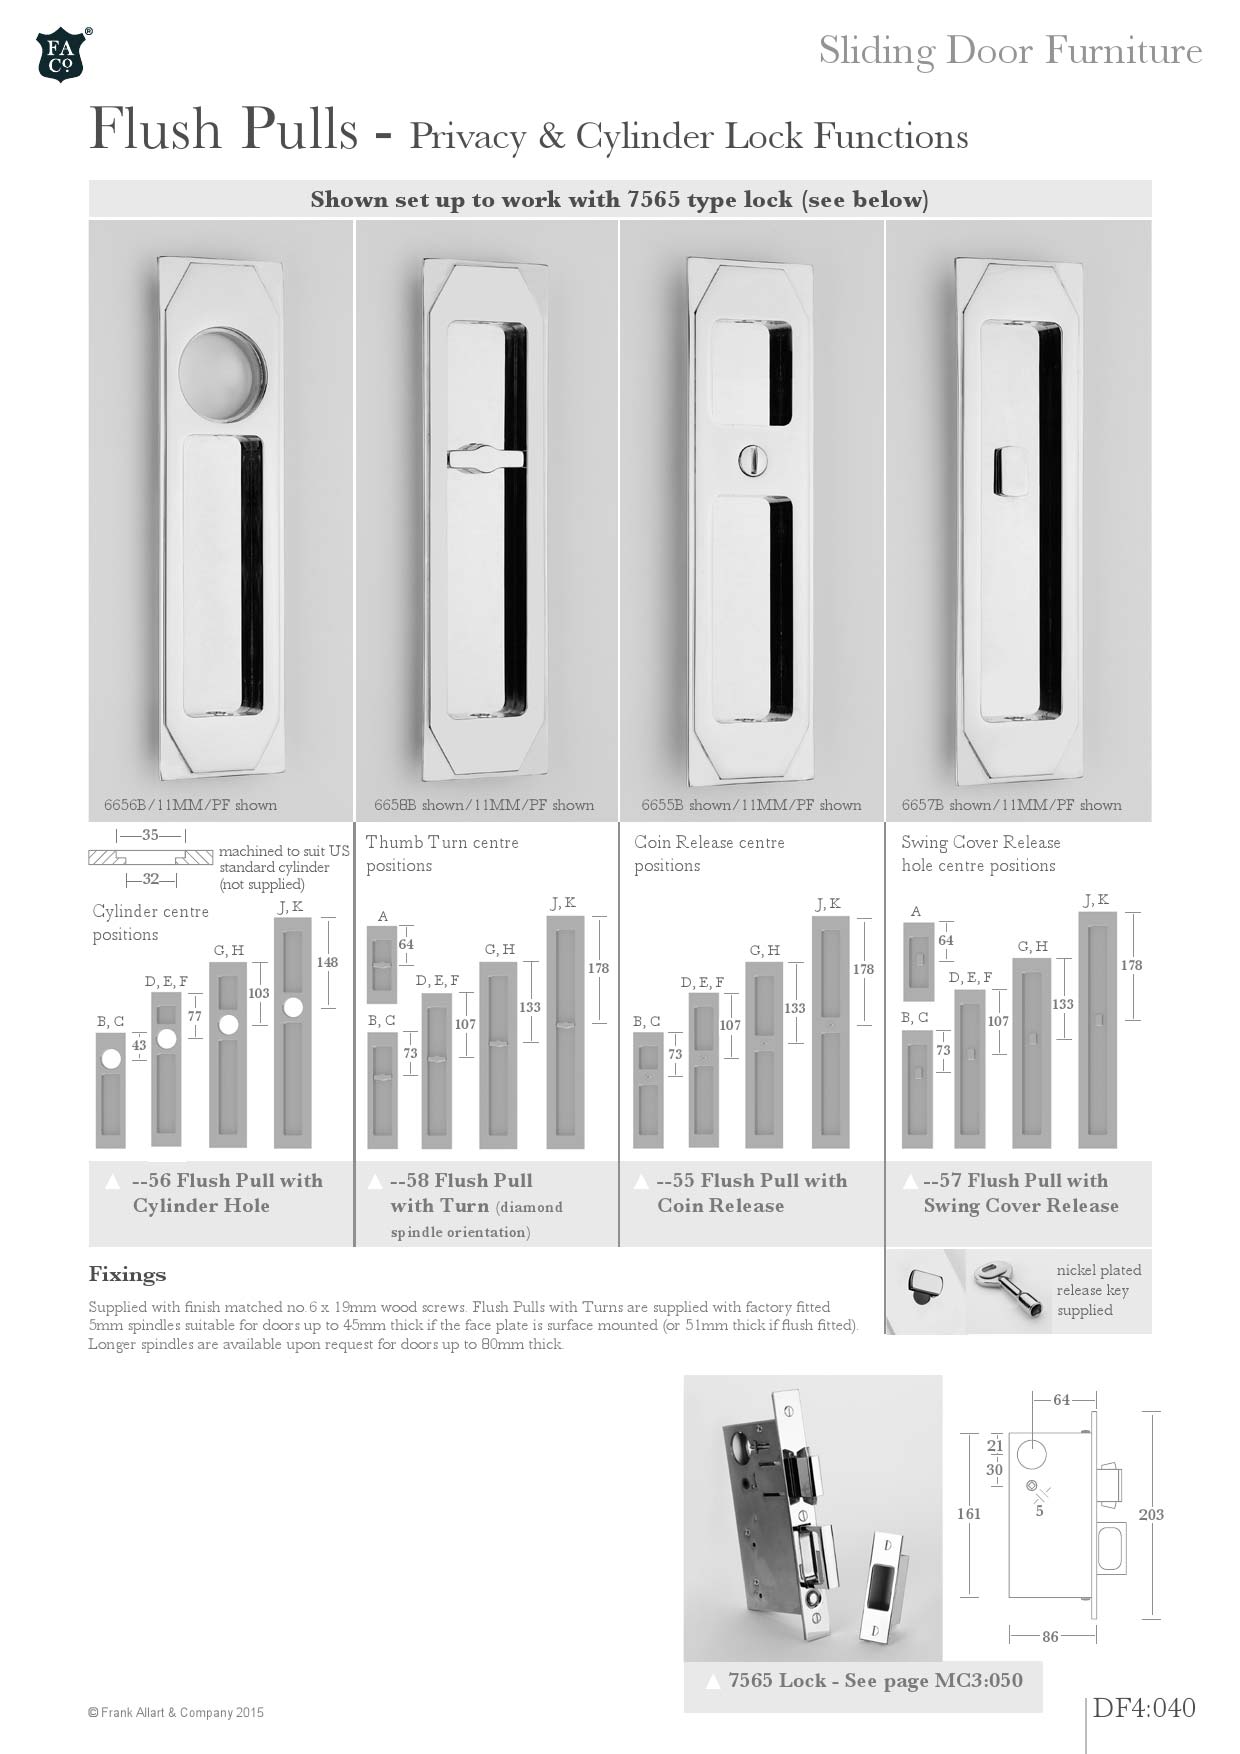 FA
Co.
®
Sliding Door Furniture
Flush Pulls - Privacy & Cylinder Lock Functions
Shown set up to work with 7565 type lock (see below)
6656B/11MM/PF shown
6658B shown/11MM/PF shown
6655B shown/11MM/PF shown
6657B shown/11MM/PF shown
35
32
machined to suit US
standard cylinder
(not supplied)
Cylinder centre
positions
B, C
43
D, E, F
77
G, H
103
J, K
148
Thumb Turn centre
positions
A
64
B, C
73
D, E, F
107
G, H
133
J, K
178
Coin Release centre
positions
B, C
73
D, E, F
107
G, H
133
J, K
178
Swing Cover Release
hole centre positions
A
64
B, C
73
D, E, F
107
G, H
133
J, K
178
--56 Flush Pull with
Cylinder Hole
--58 Flush Pull
with Turn (diamond
spindle orientation)
--55 Flush Pull with
Coin Release
--57 Flush Pull with
Swing Cover Release
nickel plated
release key
supplied
Fixings
Supplied with finish matched no. 6 x 19mm wood screws. Flush Pulls with Turns are supplied with factory fitted
5mm spindles suitable for doors up to 45mm thick if the face plate is surface mounted (or 51mm thick if flush fitted).
Longer spindles are available upon request for doors up to 80mm thick.
64
21
30
5
161
203
86
7565 Lock - See page MC3:050
© Frank Allart & Company 2015
DF4:040